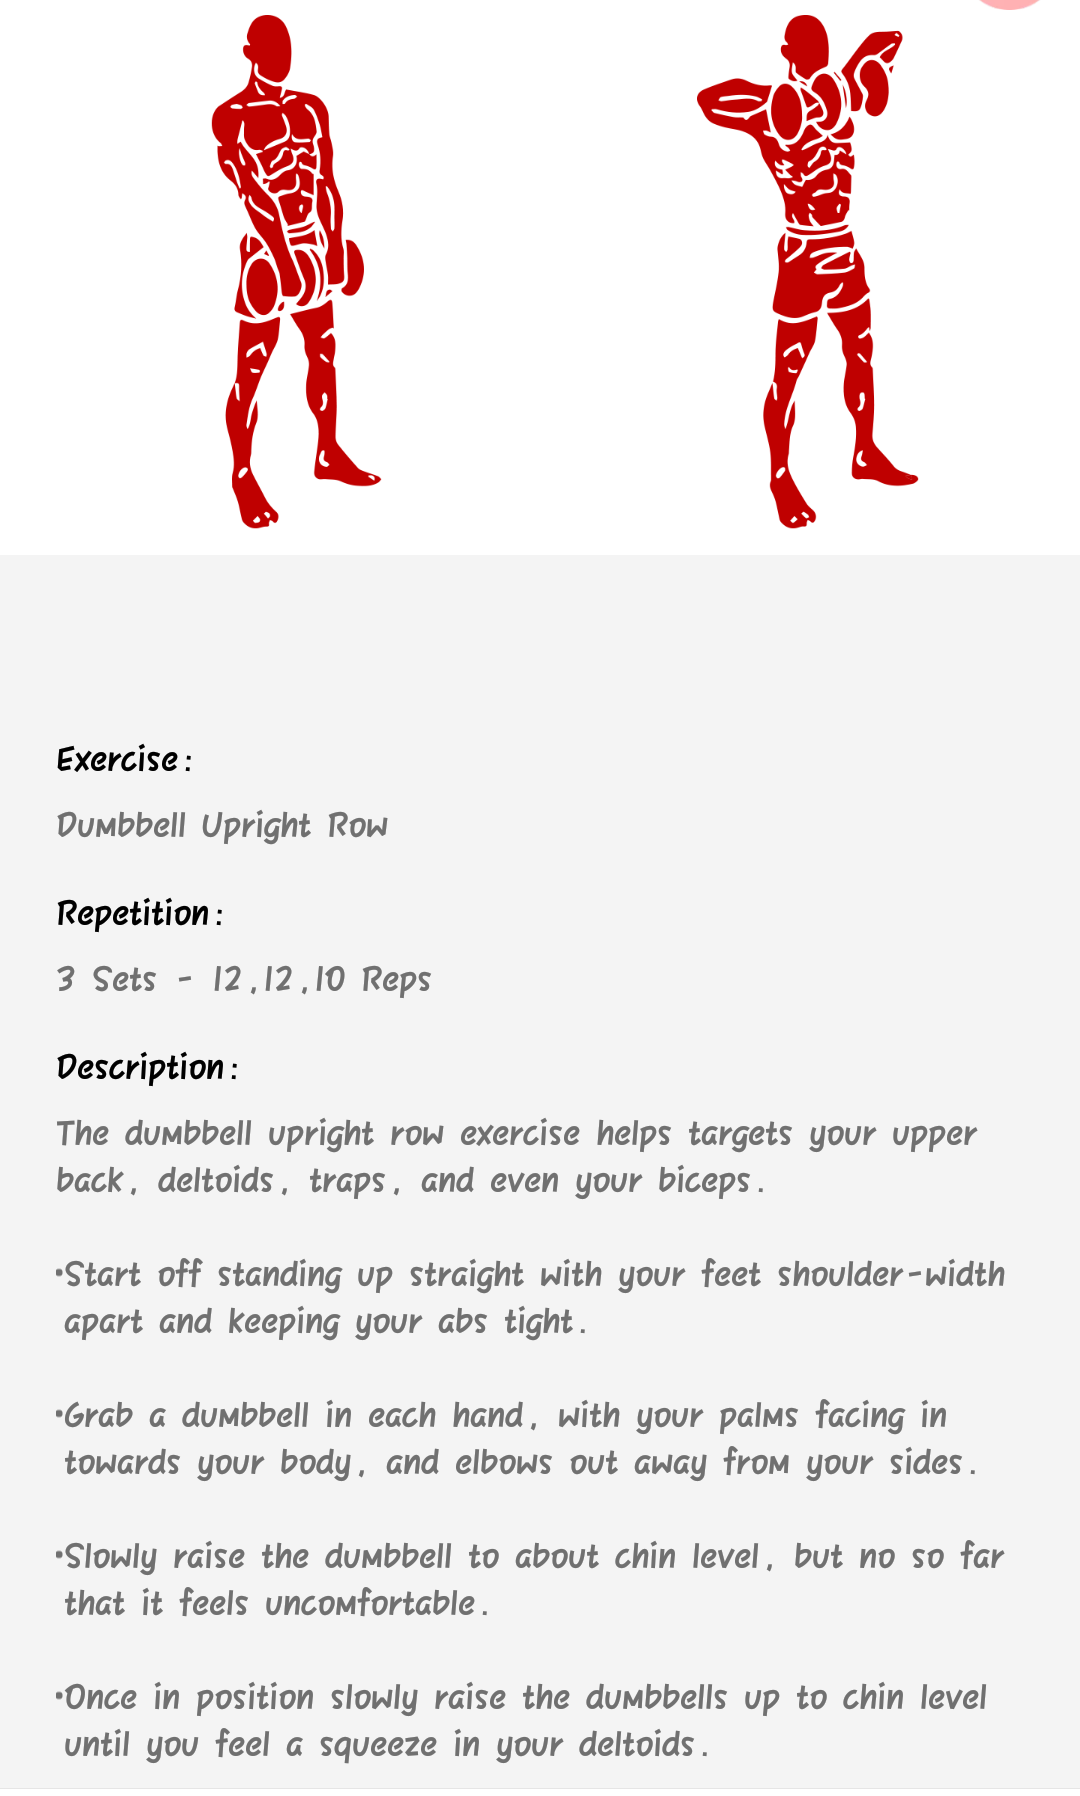 Exercise:
Dumbbell Upright Row
Repetition:
3 Sets - 12,12,10 Reps
Description:
The dumbbell upright row exercise helps targets your upper
back, deltoids, traps, and even your biceps.
•Start off standing up straight with your feet shoulder-width
apart and keeping your abs tight.
•Grab a dumbbell in each hand, with your palms facing in
towards your body, and elbows out away from your sides.
•Slowly raise the dumbbell to about chin level, but no so far
that it feels uncomfortable.
•Once in position slowly raise the dumbbells up to chin level
until you feel a squeeze in your deltoids.